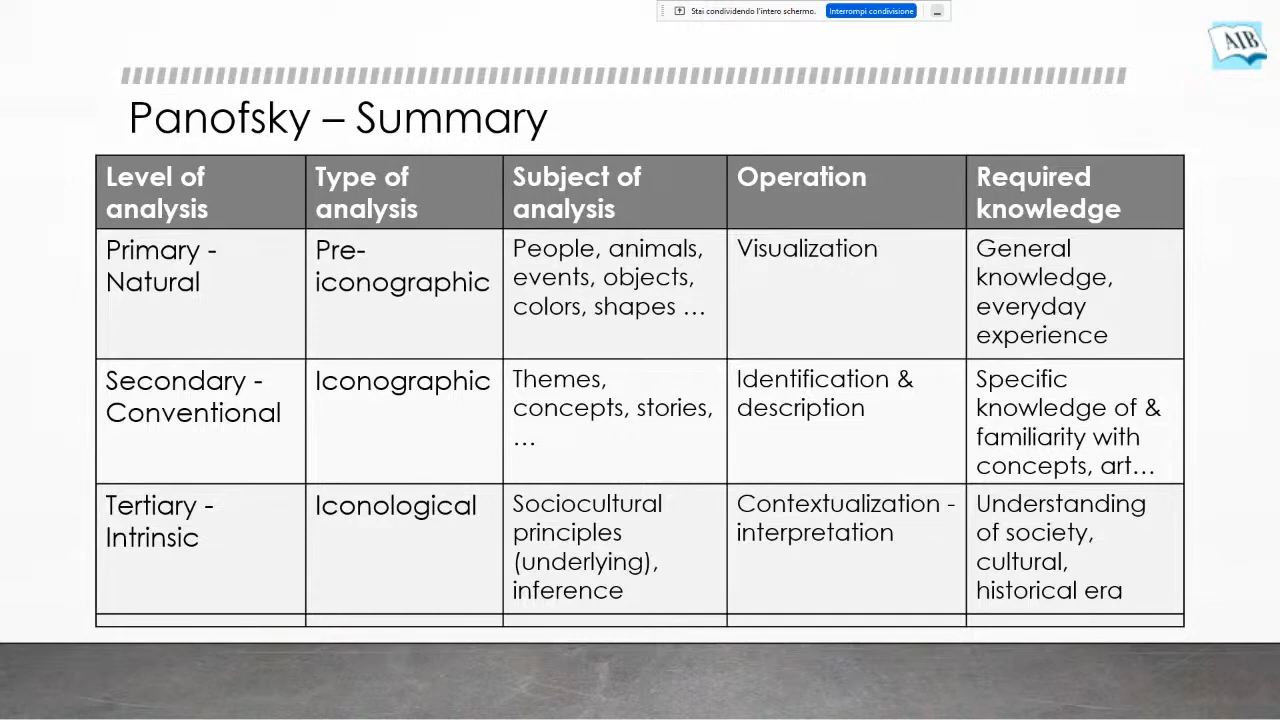 Stai condividendo l'intero schermo. Interrompi condivisione
AIB
Panofsky – Summary
Level of
analysis
Type of
analysis
Subject of
analysis
Operation
Required
knowledge
Primary -
Natural
Pre-
iconographic
People, animals,
events, objects,
colors, shapes …
Visualization
General
knowledge,
everyday
experience
Secondary -
Conventional
Iconographic
Themes,
concepts, stories,
…
Identification &
description
Specific
knowledge of &
familiarity with
concepts, art…
Tertiary -
Intrinsic
Iconological
Sociocultural
principles
(underlying),
inference
Contextualization -
interpretation
Understanding
of society,
cultural,
historical era